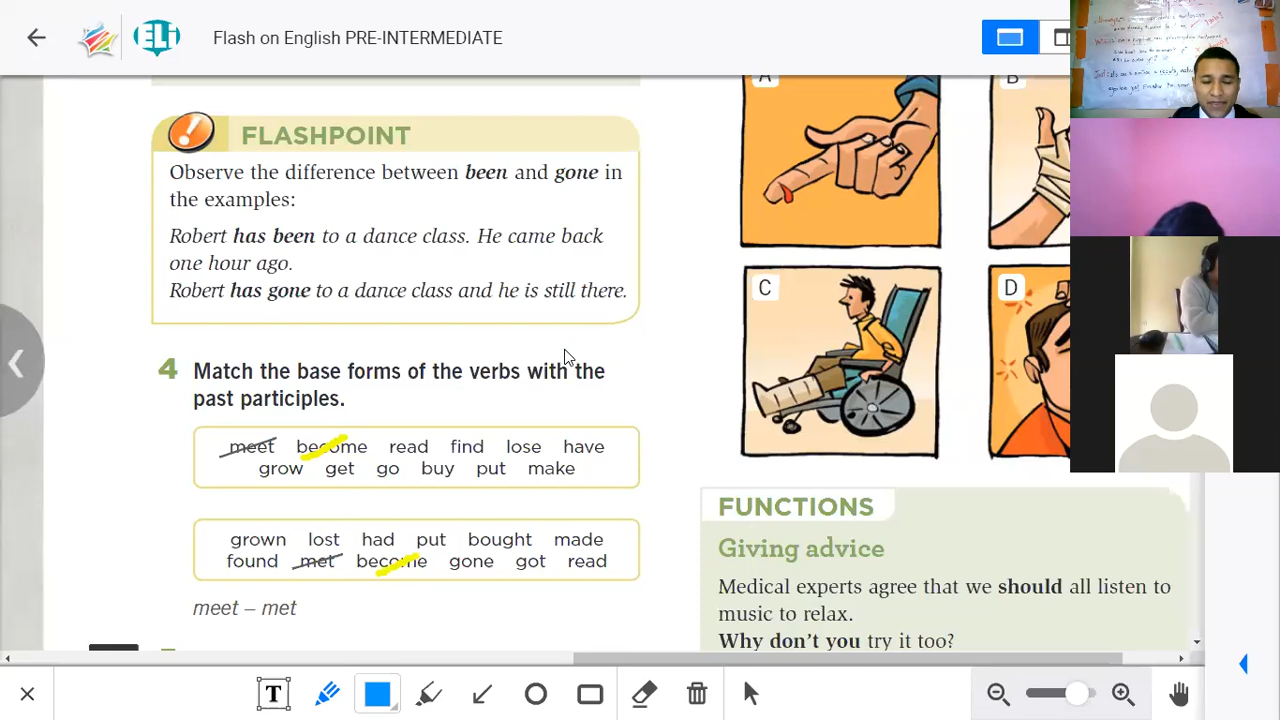 ELi
Flash on English PRE-INTERMEDIATE
FLASHPOINT
Observe the difference between been and gone in
the examples:
Robert has been to a dance class. He came back
one hour ago.
Robert has gone to a dance class and he is still there.
4 Match the base forms of the verbs with the
past participles.
meet become read find lose have
grow get go buy put make
grown lost had put bought made
found met become gone got read
meet – met
A
B
C
D
FUNCTIONS
Giving advice
Medical experts agree that we should all listen to
music to relax.
Why don't you try it too?
T